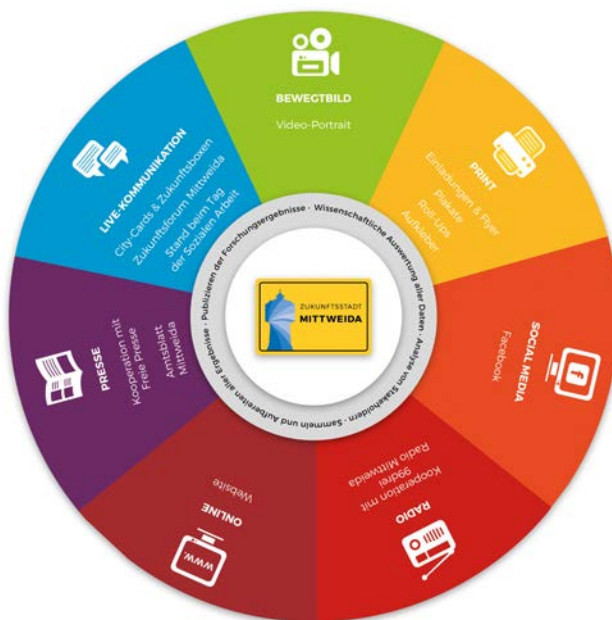 BEWEGTBILD
Video-Portrait
PRINT
Einladungen & Flyer
Plakate
Roll-Ups
Aufkleber
SOCIAL MEDIA
Facebook
RADIO
Kooperation mit
99drei
Radio Mittweida
ONLINE
Website
www.
PRESSE
Kooperation mit
Freie Presse
Amtsblatt
Mittweida
LIVE-KOMMUNIKATION
City-Cards & Zukunftsboxen
Zukunftsforum Mittweida
Stand beim Tag
der Sozialen Arbeit
Wissenschaftliche Auswertung aller Daten · Analyse von Stakeholdern · Sammeln und Aufbereiten aller Ergebnisse · Publizieren der Forschungsergebnisse ·
ZUKUNFTSSTADT
MITTWEIDA